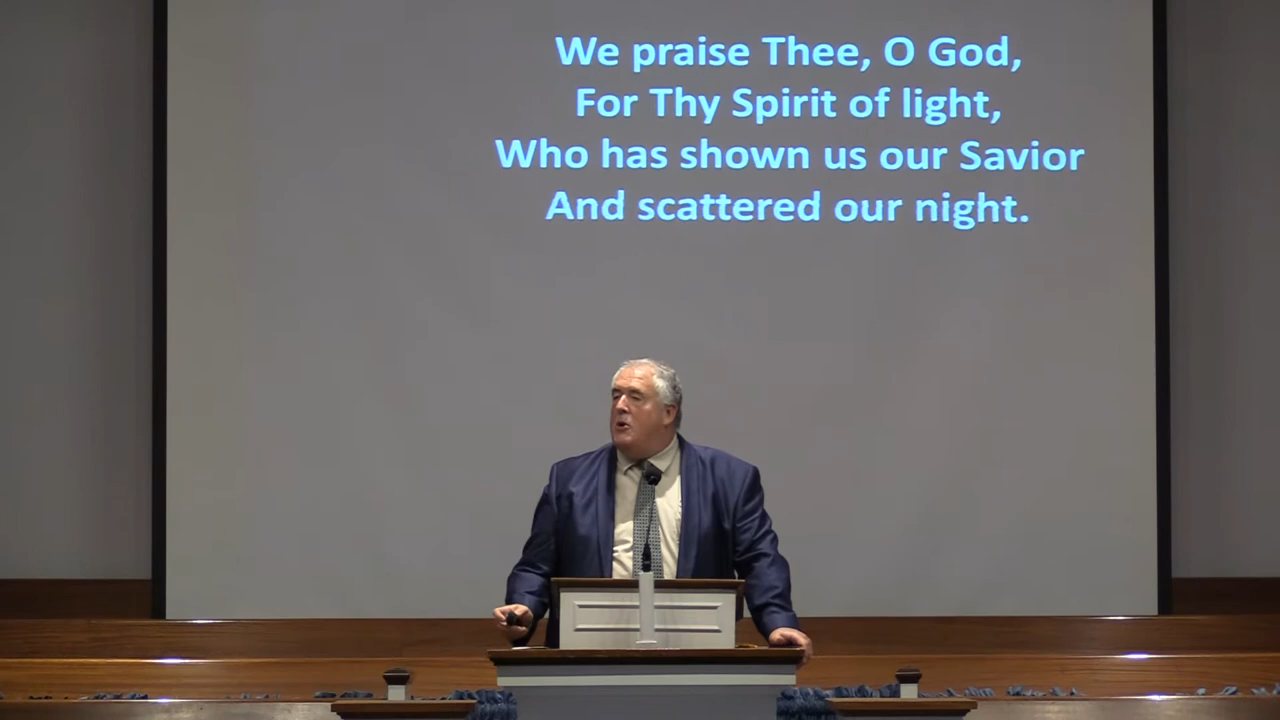 We praise Thee, O God,
For Thy Spirit of light,
Who has shown us our Savior
And scattered our night.